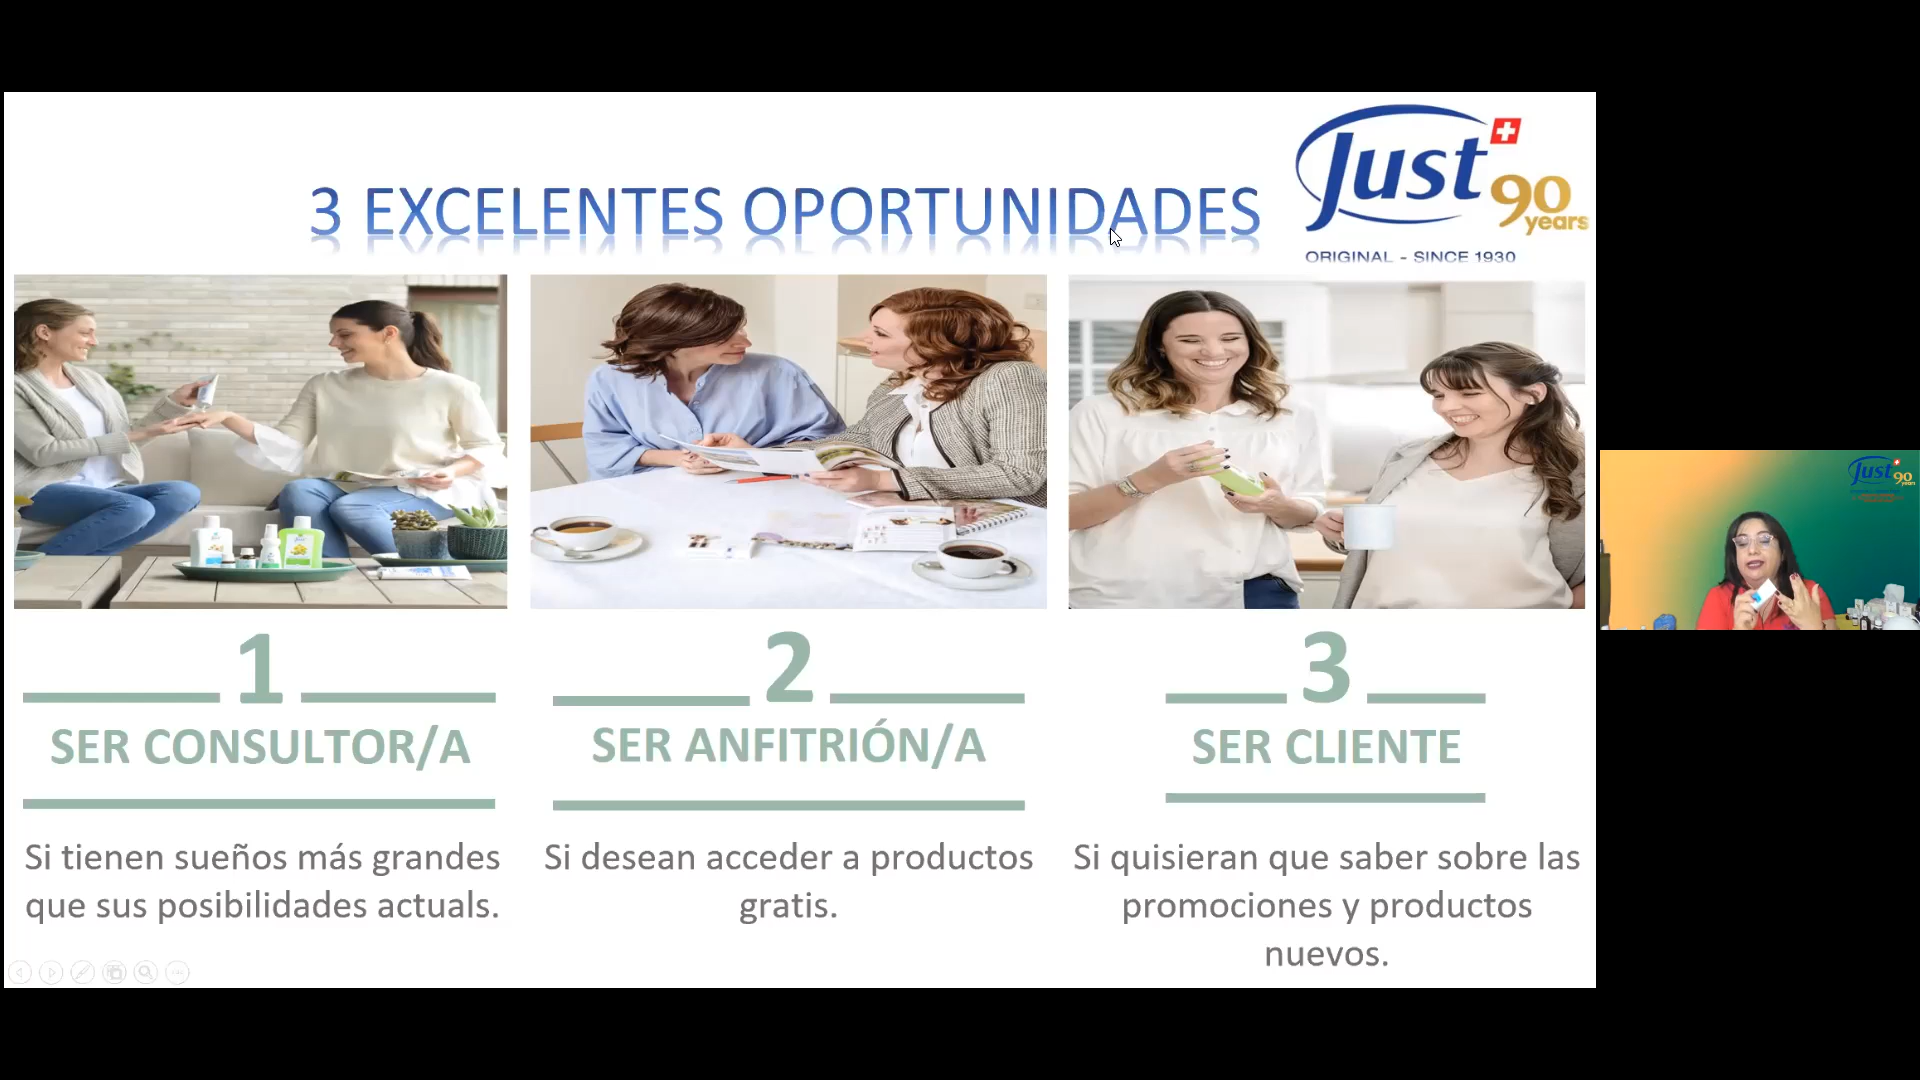 Just
90
years
ORIGINAL - SINCE 1930
3 EXCELENTES OPORTUNIDADES
1
SER CONSULTOR/A
Si tienen sueños más grandes
que sus posibilidades actuals.
2
SER ANFITRIÓN/A
Si desean acceder a productos
gratis.
3
SER CLIENTE
Si quisieran que saber sobre las
promociones y productos
nuevos.
Just
90
years